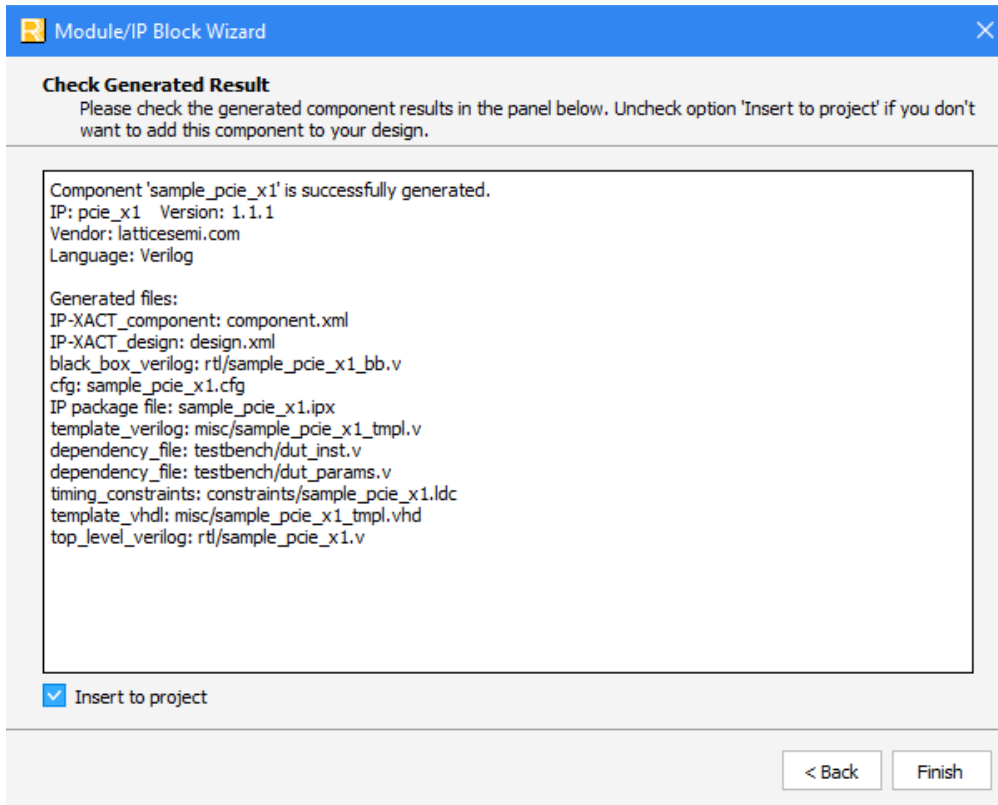 Module/IP Block Wizard
Check Generated Result
Please check the generated component results in the panel below. Uncheck option 'Insert to project' if you don't
want to add this component to your design.
Component 'sample_pcie_x1' is successfully generated.
IP: pcie_x1 Version: 1.1.1
Vendor: latticesemi.com
Language: Verilog
Generated files:
IP-XACT_component: component.xml
IP-XACT_design: design.xml
black_box_verilog: rtl/sample_pcie_x1_bb.v
cfg: sample_pcie_x1.cfg
IP package file: sample_pcie_x1.ipx
template_verilog: misc/sample_pcie_x1_tmpl.v
dependency_file: testbench/dut_inst.v
dependency_file: testbench/dut_params.v
timing_constraints: constraints/sample_pcie_x1.ldc
template_vhdl: misc/sample_pcie_x1_tmpl.vhd
top_level_verilog: rtl/sample_pcie_x1.v
Insert to project
< Back
Finish